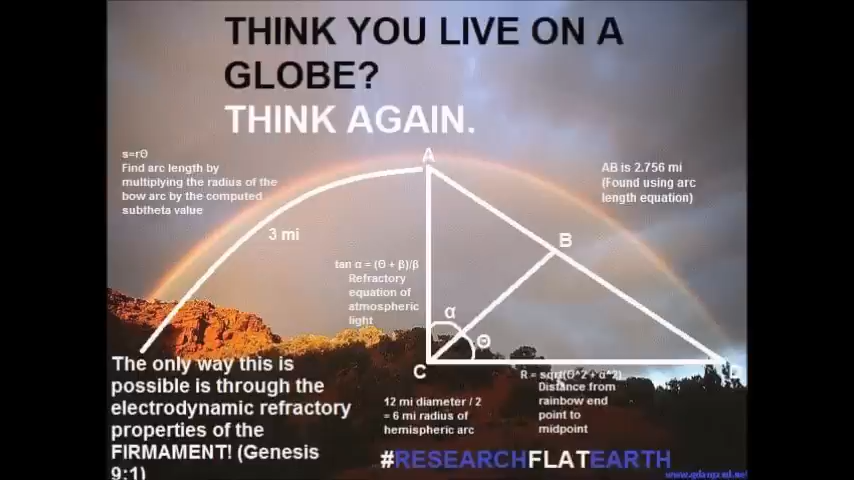 THINK YOU LIVE ON A
GLOBE?
THINK AGAIN.
s=rΘ
Find arc length by
multiplying the radius of the
bow arc by the computed
subtheta value
A
AB is 2.756 mi
(Found using arc
length equation)
3 mi
B
tan α = (Θ + β)/β
Refractory
equation of
atmospheric
light
α
Θ
C
D
The only way this is
possible is through the
electrodynamic refractory
properties of the
FIRMAMENT! (Genesis
9:1)
12 mi diameter / 2
= 6 mi radius of
hemispheric arc
R = sqrt(Θ^2 + α^2)
Distance from
rainbow end
point to
midpoint
#RESEARCHFLATEARTH